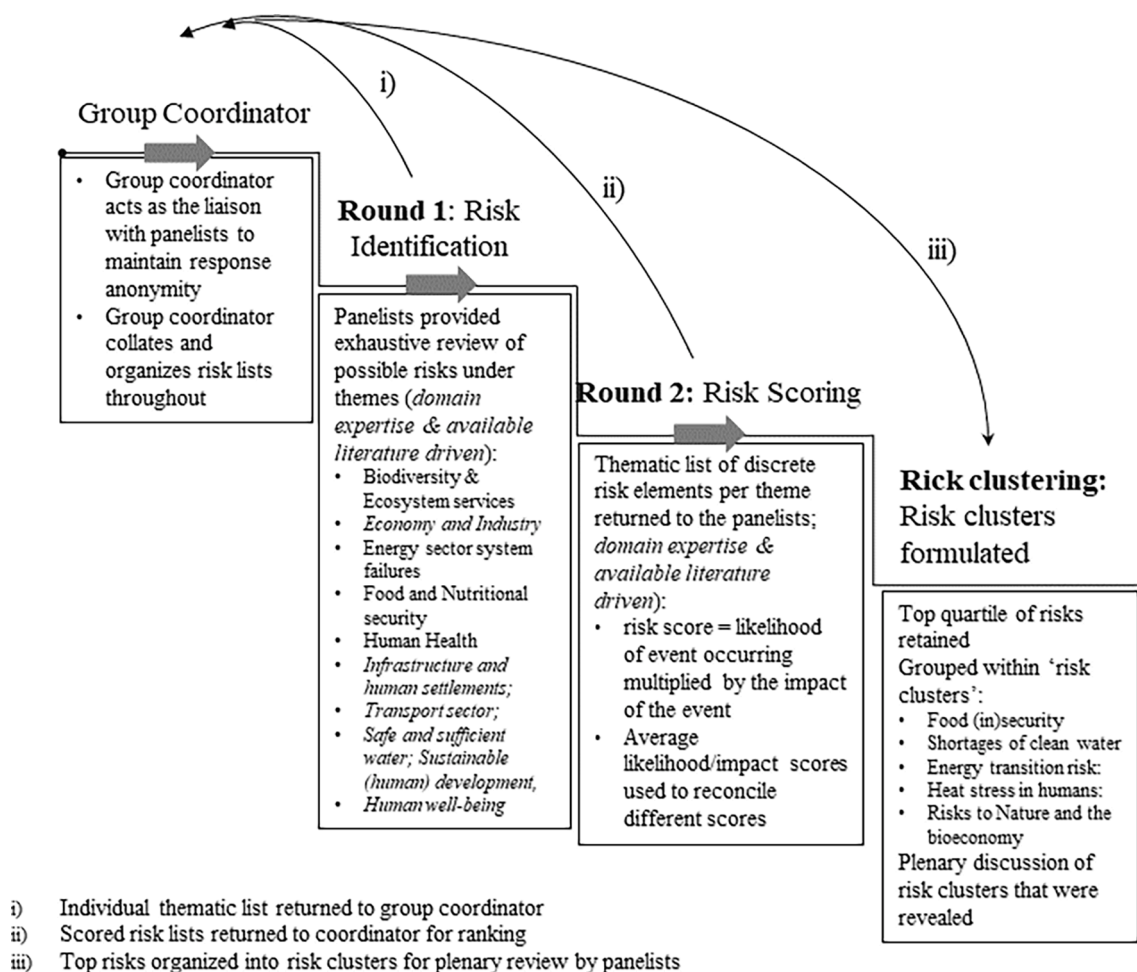 i)
Group Coordinator
• Group coordinator
acts as the liaison
with panelists to
maintain response
anonymity
• Group coordinator
collates and
organizes risk lists
throughout
ii)
Round 1: Risk
Identification
Panelists provided
exhaustive review of
possible risks under
themes (domain
expertise & available
literature driven):
• Biodiversity &
Ecosystem services
• Economy and Industry
• Energy sector system
failures
• Food and Nutritional
security
• Human Health
• Infrastructure and
human settlements;
• Transport sector;
• Safe and sufficient
water; Sustainable
(human) development,
• Human well-being
iii)
Round 2: Risk Scoring
Thematic list of discrete
risk elements per theme
returned to the panelists;
domain expertise &
available literature
driven):
• risk score = likelihood
of event occurring
multiplied by the impact
of the event
• Average
likelihood/impact scores
used to reconcile
different scores
Rick clustering:
Risk clusters
formulated
Top quartile of risks
retained
Grouped within ‘risk
clusters’:
• Food (in)security
• Shortages of clean water
• Energy transition risk:
• Heat stress in humans:
• Risks to Nature and the
bioeconomy
Plenary discussion of
risk clusters that were
revealed
i) Individual thematic list returned to group coordinator
ii) Scored risk lists returned to coordinator for ranking
iii) Top risks organized into risk clusters for plenary review by panelists